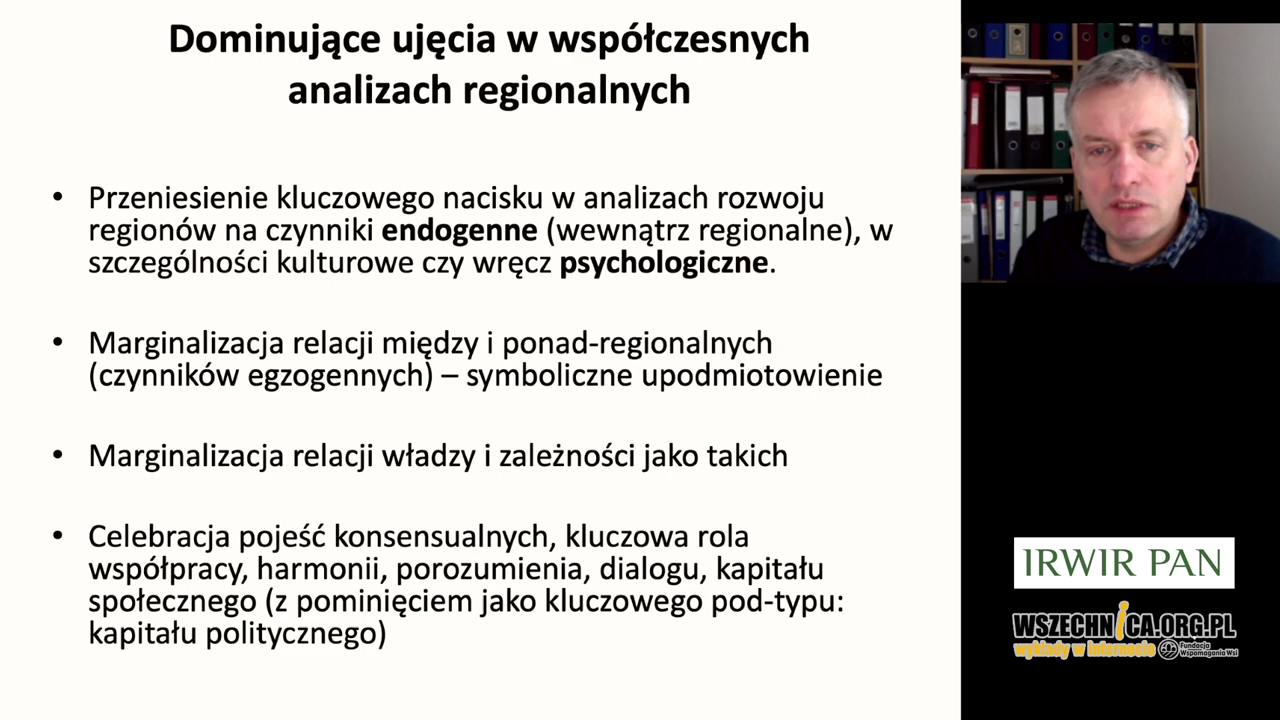 Dominujące ujęcia w współczesnych
analizach regionalnych
• Przeniesienie kluczowego nacisku w analizach rozwoju
regionów na czynniki endogenne (wewnątrz regionalne), w
szczególności kulturowe czy wręcz psychologiczne.
• Marginalizacja relacji między i ponad-regionalnych
(czynników egzogennych) – symboliczne upodmiotowienie
• Marginalizacja relacji władzy i zależności jako takich
• Celebracja pojeść konsensualnych, kluczowa rola
współpracy, harmonii, porozumienia, dialogu, kapitału
społecznego (z pominięciem jako kluczowego pod-typu:
kapitału politycznego)
IRWIR PAN
WSZECHNICA.ORG.PL
wykłady w internecie
Fundacja
Wspomagania Wsi